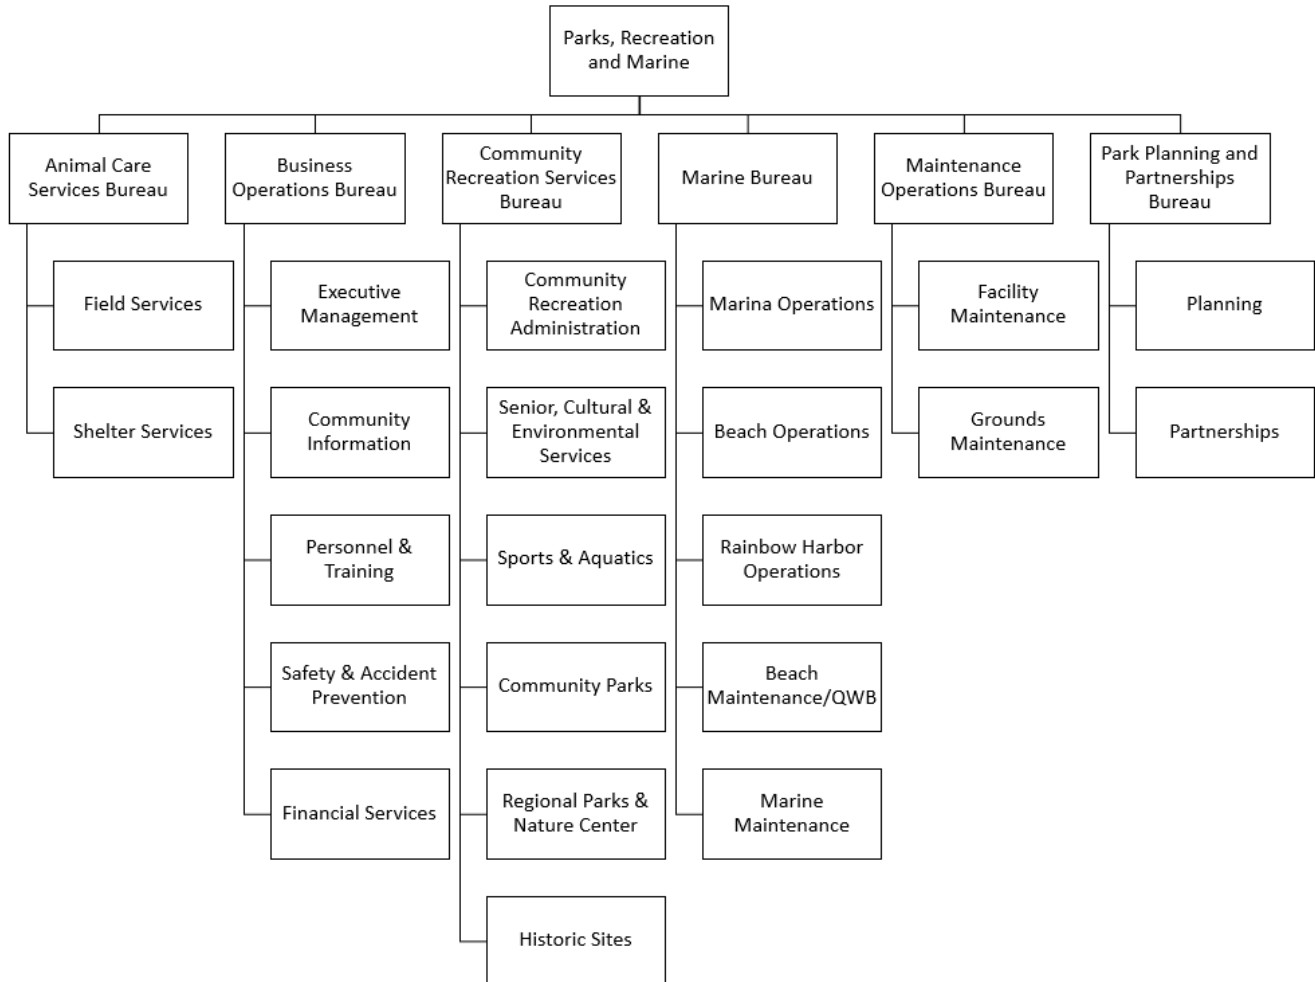 Parks, Recreation
and Marine
Animal Care
Services Bureau
Business
Operations Bureau
Community
Recreation Services
Bureau
Marine Bureau
Maintenance
Operations Bureau
Park Planning and
Partnerships
Bureau
Field Services
Executive
Management
Community
Recreation
Administration
Marina Operations
Facility
Maintenance
Planning
Shelter Services
Community
Information
Senior, Cultural &
Environmental
Services
Beach Operations
Grounds
Maintenance
Partnerships
Personnel &
Training
Sports & Aquatics
Rainbow Harbor
Operations
Safety & Accident
Prevention
Community Parks
Beach
Maintenance/QWB
Financial Services
Regional Parks &
Nature Center
Marine
Maintenance
Historic Sites